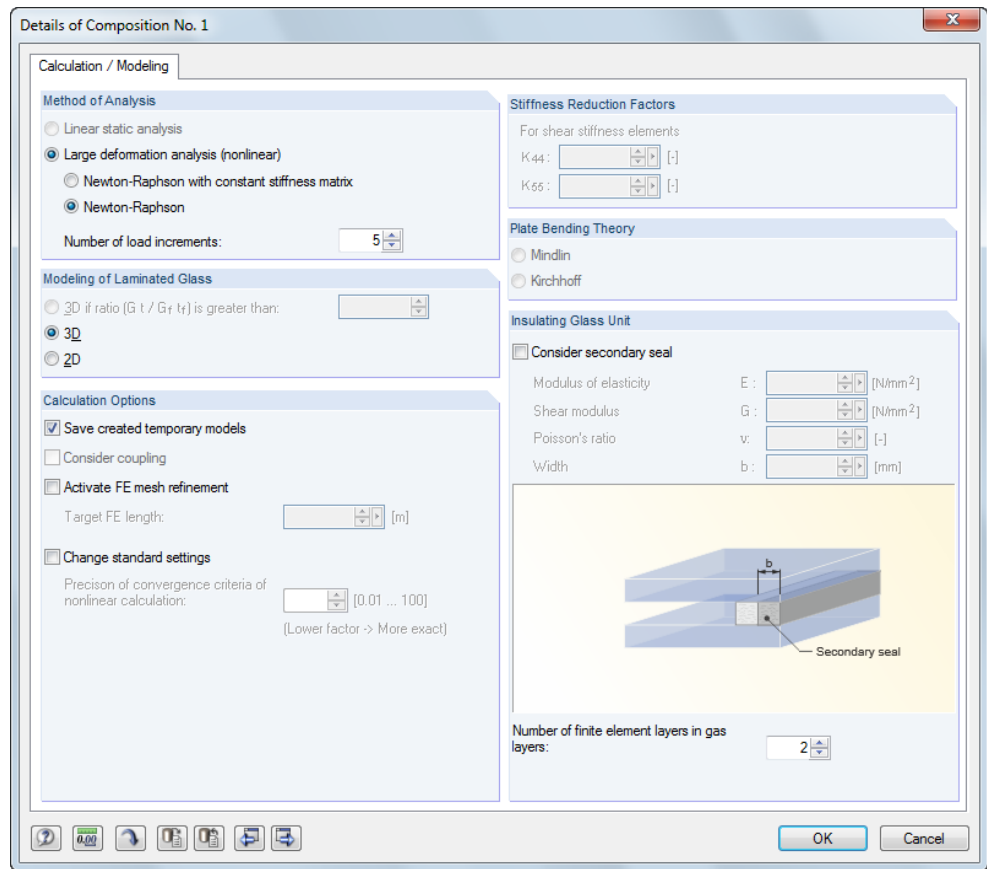 Details of Composition No. 1
Calculation / Modeling
Method of Analysis
Linear static analysis
Large deformation analysis (nonlinear)
Newton-Raphson with constant stiffness matrix
Newton-Raphson
Number of load increments: 5
Modeling of Laminated Glass
3D if ratio (G t / Gf tf) is greater than:
3D
2D
Calculation Options
Save created temporary models
Consider coupling
Activate FE mesh refinement
Target FE length: [m]
Change standard settings
Precison of convergence criteria of
nonlinear calculation: [0.01 ... 100]
(Lower factor -> More exact)
Stiffness Reduction Factors
For shear stiffness elements
K44 : [-]
K55 : [-]
Plate Bending Theory
Mindlin
Kirchhoff
Insulating Glass Unit
Consider secondary seal
Modulus of elasticity E : [N/mm2]
Shear modulus G : [N/mm2]
Poisson's ratio ν: [-]
Width b : [mm]
b
Secondary seal
Number of finite element layers in gas
layers: 2
0.00
OK Cancel